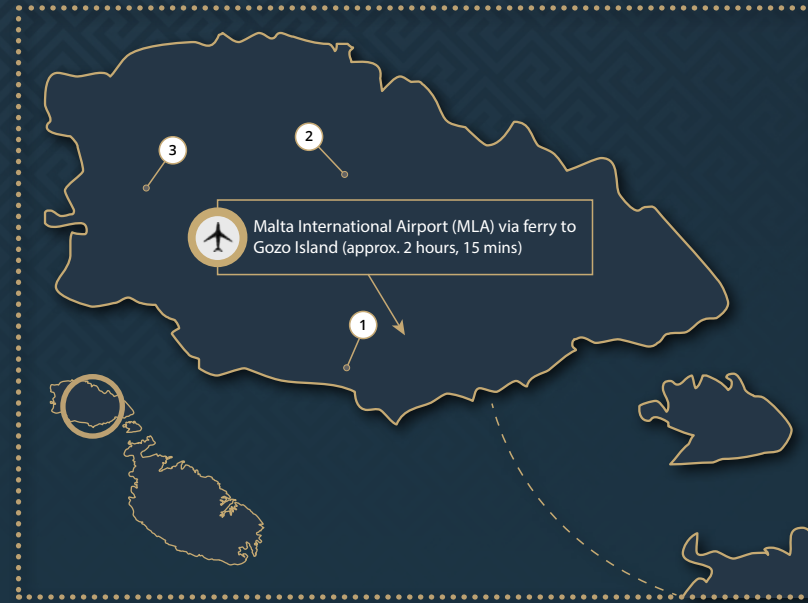 3
2
Malta International Airport (MLA) via ferry to
Gozo Island (approx. 2 hours, 15 mins)
1